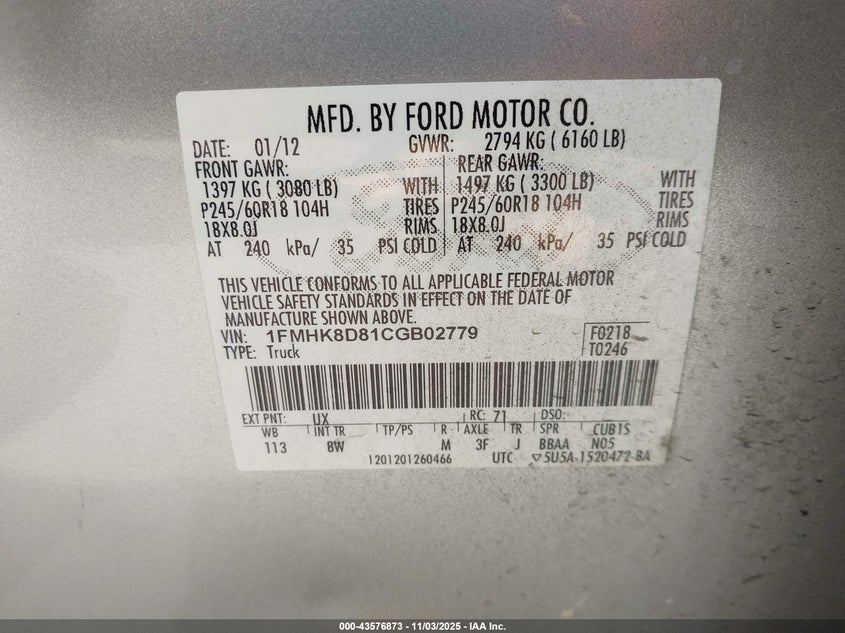 MFD. BY FORD MOTOR CO.
DATE: 01/12 GVWR: 2794 KG ( 6160 LB)
FRONT GAWR: REAR GAWR:
1397 KG ( 3080 LB) WITH 1497 KG ( 3300 LB) WITH
P245/60R18 104H TIRES P245/60R18 104H TIRES
18X8.0J RIMS 18X8.0J RIMS
AT 240 kPa/ 35 PSI COLD AT 240 kPa/ 35 PSI COLD
THIS VEHICLE CONFORMS TO ALL APPLICABLE FEDERAL MOTOR
VEHICLE SAFETY STANDARDS IN EFFECT ON THE DATE OF
MANUFACTURE SHOWN ABOVE.
VIN: 1FMHK8D81CGB02779 F0218
TYPE: Truck T0246
EXT PNT: UX RC: 71 DSO:
WB INT TR TP/PS R AXLE TR SPR CUB1S
113 8W M 3F J BBAA N05
1201201260466 UTC ▽5U5A-1520472-BA
000-43576873 - 11/03/2025 - IAA Inc.